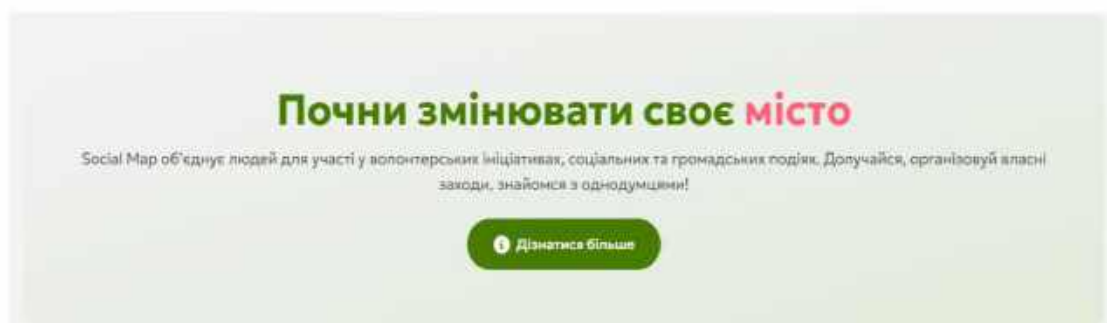 Почни змінювати своє місто
Social Map об'єднує людей для участі у волонтерських ініціативах, соціальних та громадських подіях. Долучайся, організовуй власні
заходи, знайомся з однодумцями!
Дізнатися більше